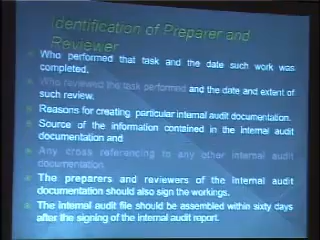 Identification of Preparer and
Reviewer
Who performed that task and the date such work was
completed.
Who reviewed the task performed and the date and extent of
such review.
Reasons for creating particular internal audit documentation.
Source of the information contained in the internal audit
documentation and
Any cross referencing to any other internal audit
documentation.
The preparers and reviewers of the internal audit
documentation should also sign the workings.
The internal audit file should be assembled within sixty days
after the signing of the internal audit report.